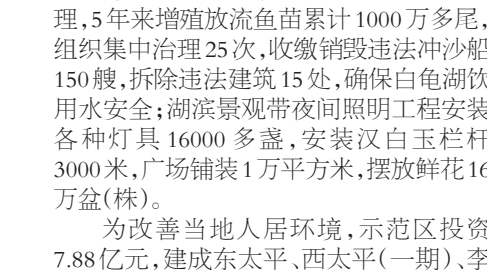 理，5年来增殖放流鱼苗累计1000万多尾，
组织集中治理25次，收缴销毁违法冲沙船
150艘，拆除违法建筑15处，确保白龟湖饮
用水安全；湖滨景观带夜间照明工程安装
各种灯具16000多盏，安装汉白玉栏杆
3000米，广场铺装1万平方米，摆放鲜花16
万盆（株）。
为改善当地人居环境，示范区投资
7.88亿元，建成东太平、西太平（一期）、李